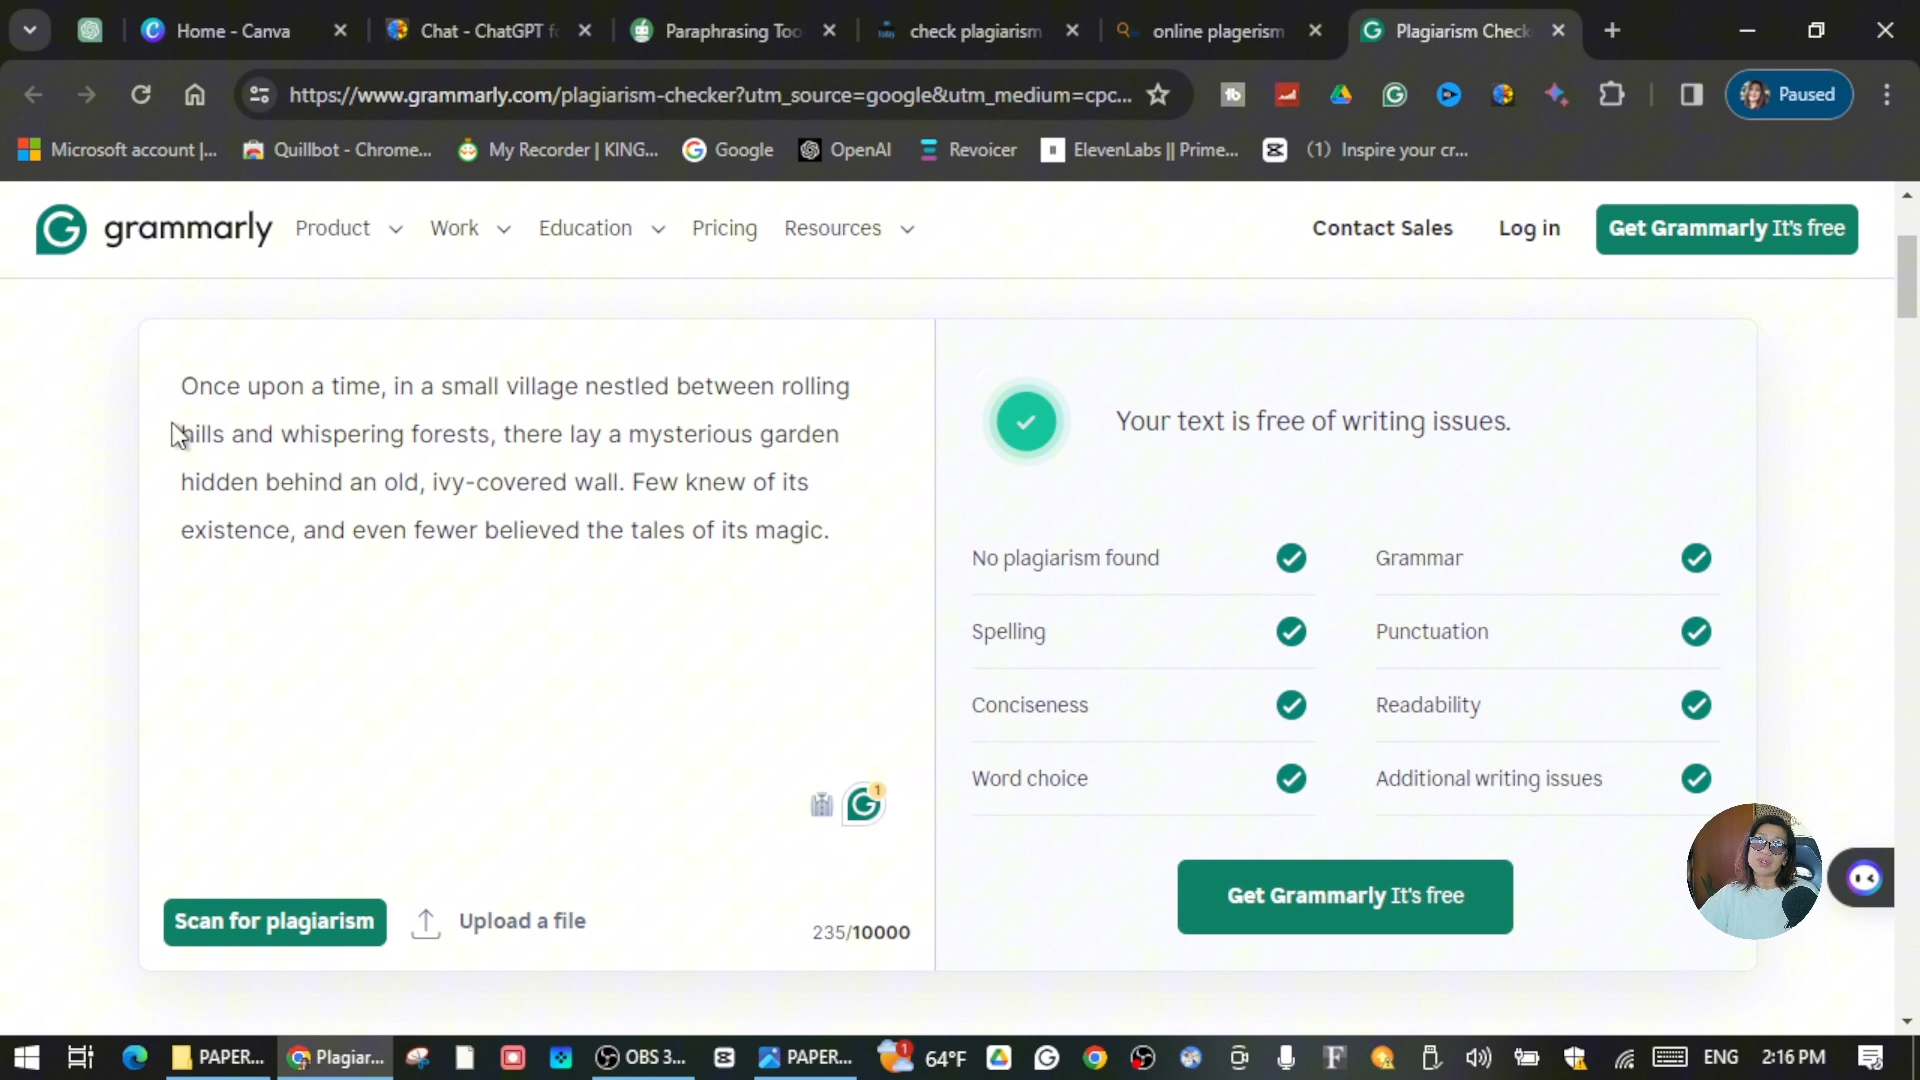 Home - Canva
Chat - ChatGPT f
Paraphrasing Too
check plagiarism
online plagerism
Plagiarism Check
https://www.grammarly.com/plagiarism-checker?utm_source=google&utm_medium=cpc...
Paused
Microsoft account |...
Quillbot - Chrome...
My Recorder | KING...
Google
OpenAI
Revoicer
ElevenLabs || Prime...
(1) Inspire your cr...
grammarly
Product
Work
Education
Pricing
Resources
Contact Sales
Log in
Get Grammarly It's free
Once upon a time, in a small village nestled between rolling
hills and whispering forests, there lay a mysterious garden
hidden behind an old, ivy-covered wall. Few knew of its
existence, and even fewer believed the tales of its magic.
1
Scan for plagiarism
Upload a file
235/10000
Your text is free of writing issues.
No plagiarism found
Grammar
Spelling
Punctuation
Conciseness
Readability
Word choice
Additional writing issues
Get Grammarly It's free
PAPER...
Plagiar...
OBS 3...
PAPER...
1
64°F
ENG
2:16 PM